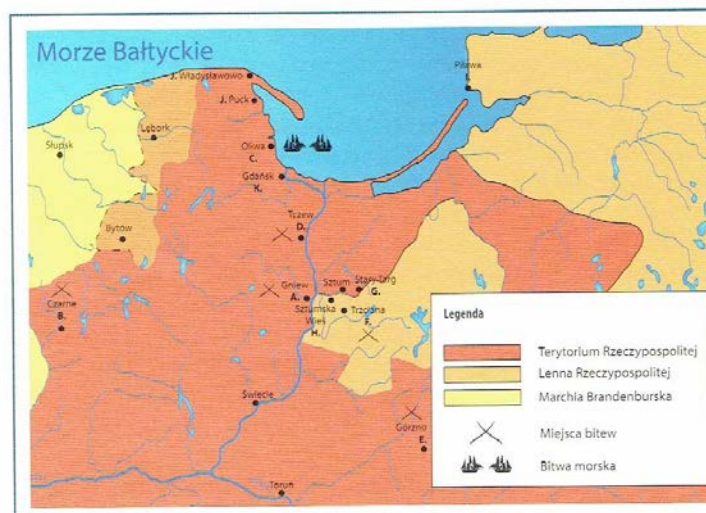 Morze Bałtyckie
J. Władysławowo
J. Puck
Piława
I.
Lębork
Słupsk
Oliwa
C.
Gdańsk
K.
Tczew
D.
Bytów
Gniew
A.
Sztum
Stary Targ
G.
Czarne
B.
Sztumska
Wieś
H.
Trzciana
F.
Świecie
Górzno
E.
Toruń
Legenda
Terytorium Rzeczypospolitej
Lenna Rzeczypospolitej
Marchia Brandenburska
Miejsca bitew
Bitwa morska